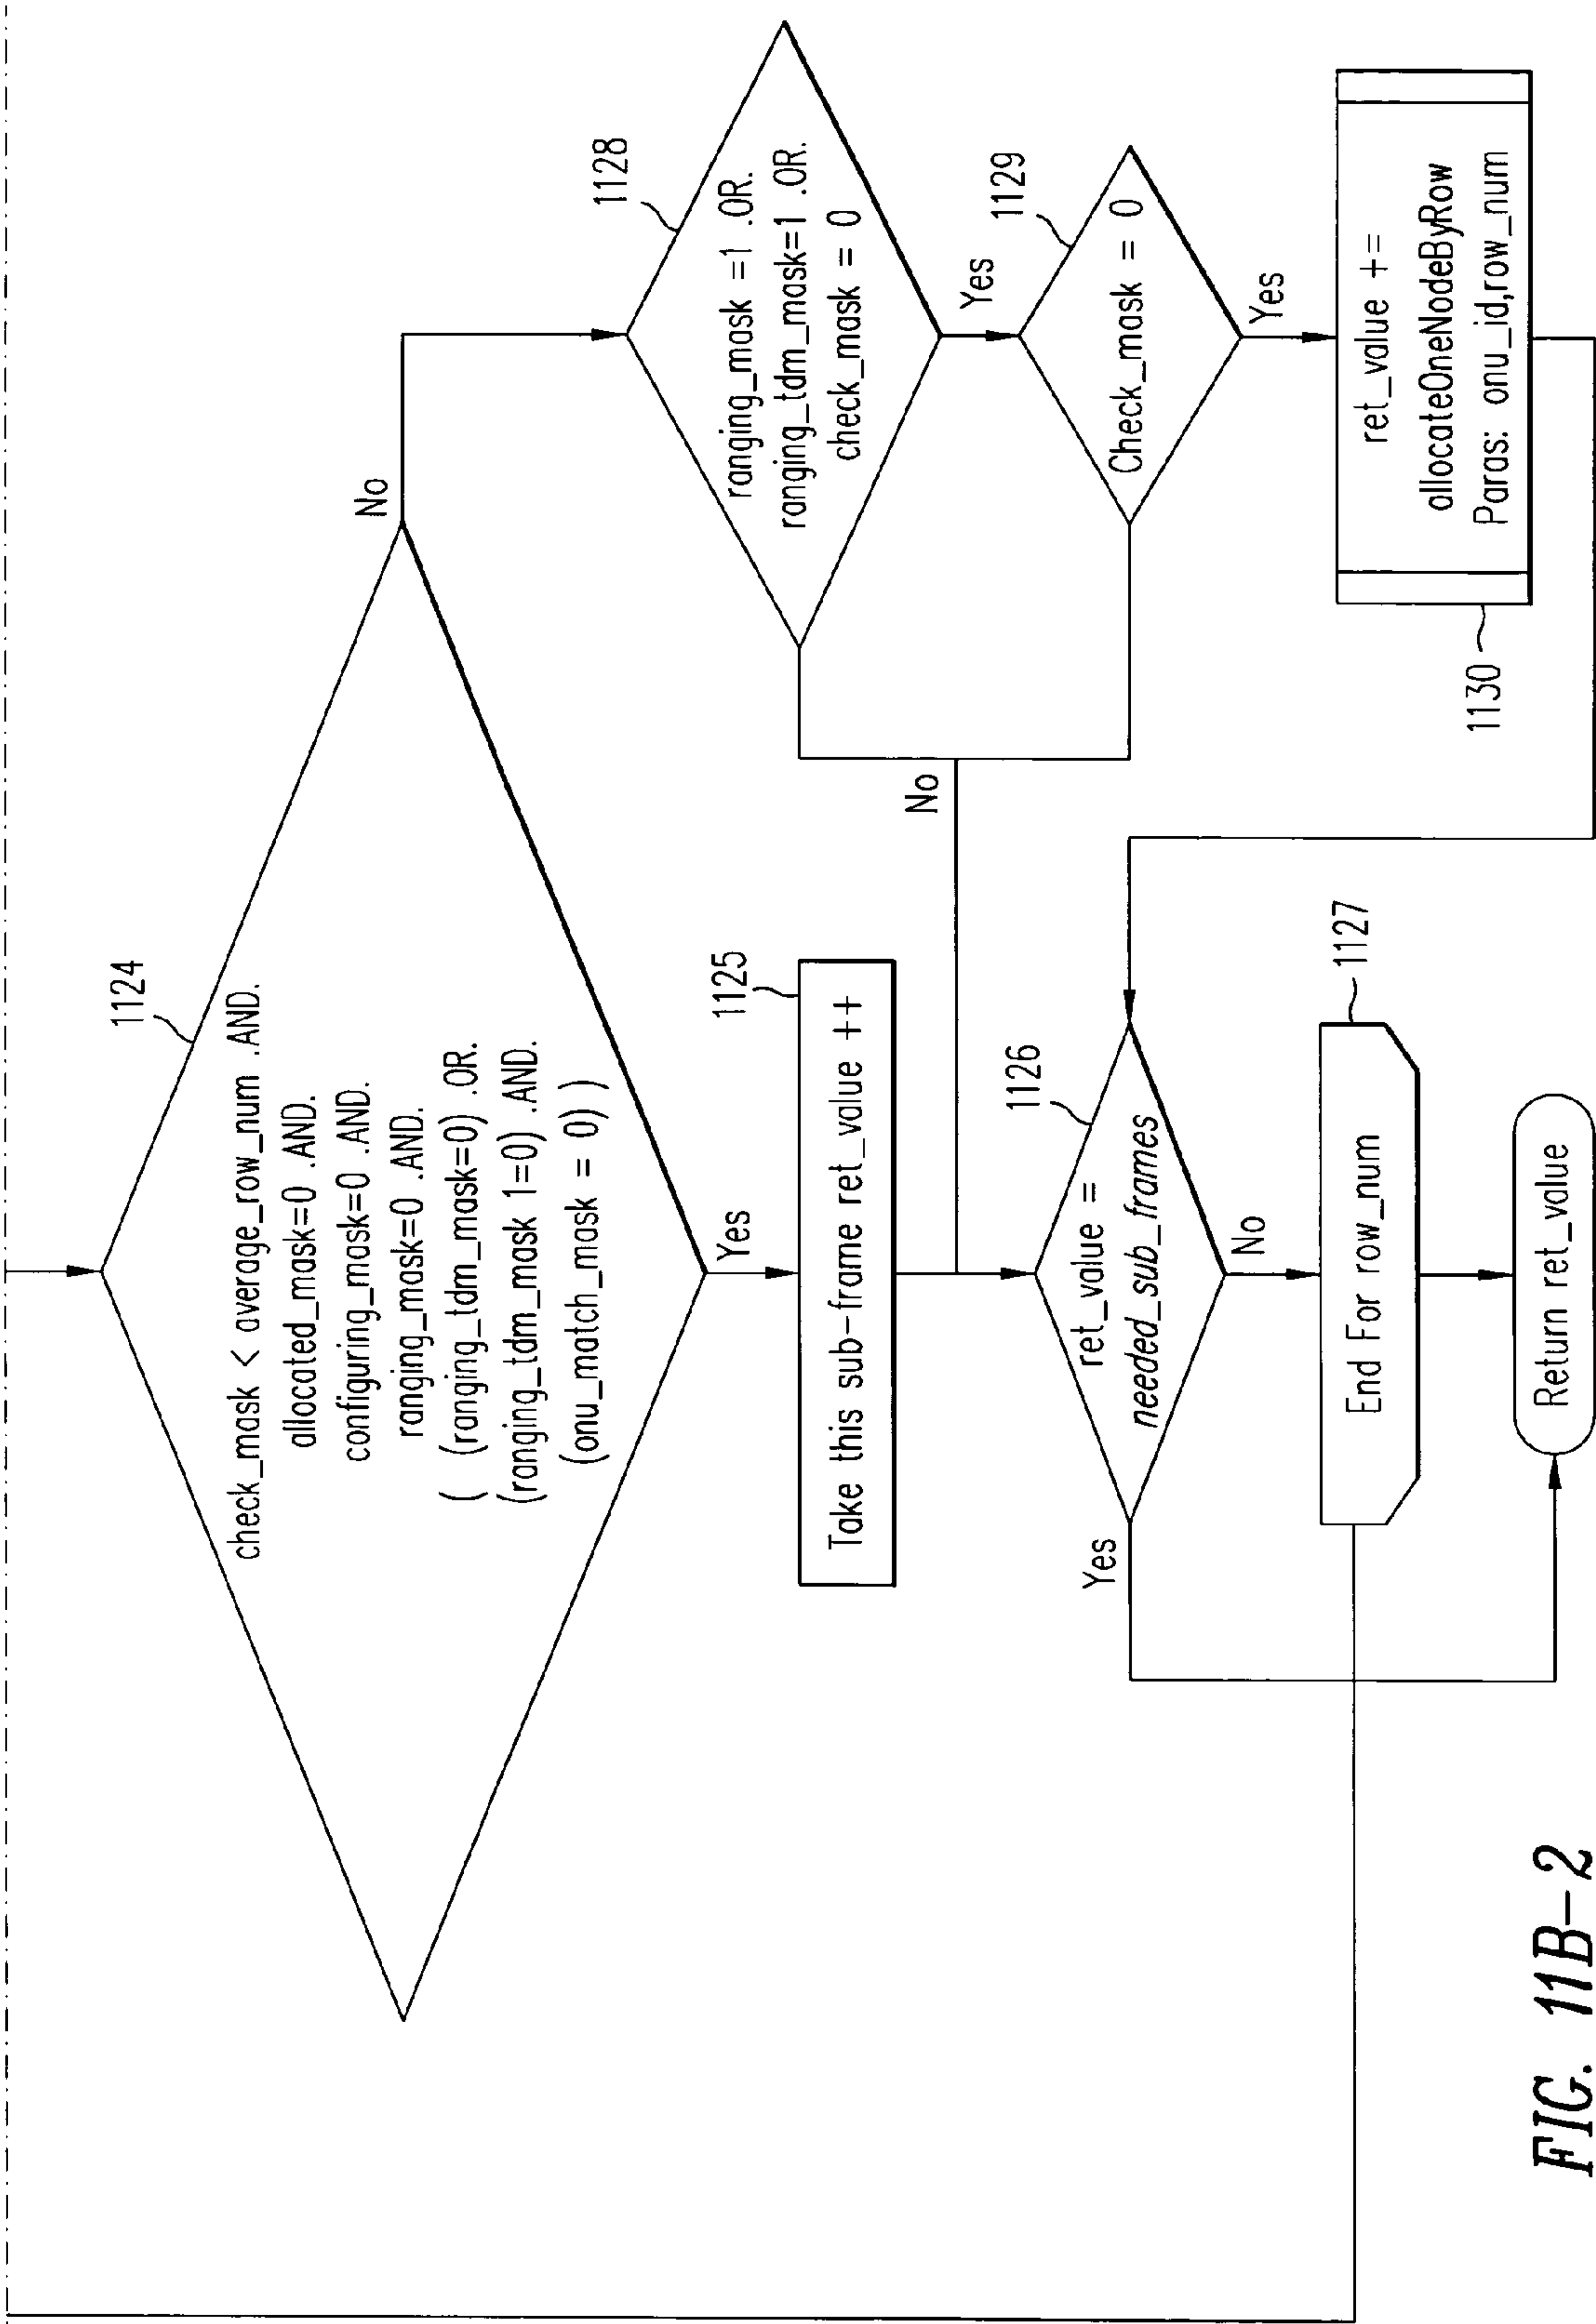 1124
check_mask < average_row_num .AND.
allocated_mask=0 .AND.
configuring_mask=0 .AND.
ranging_mask=0 .AND.
( (ranging_tdm_mask=0) .OR.
(ranging_tdm_mask 1=0) .AND.
(onu_match_mask = 0) )
No
Yes
1128
ranging_mask =1 .OR.
ranging_tdm_mask=1 .OR.
check_mask = 0
Yes
1125
Take this sub-frame ret_value ++
No
1129
Check_mask = 0
Yes
1126
ret_value =
needed_sub_frames
Yes
No
1130
ret_value +=
allocateOneNodeByRow
Paras: onu_id,row_num
1127
End For row_num
Return ret_value
FIG. 11B-2